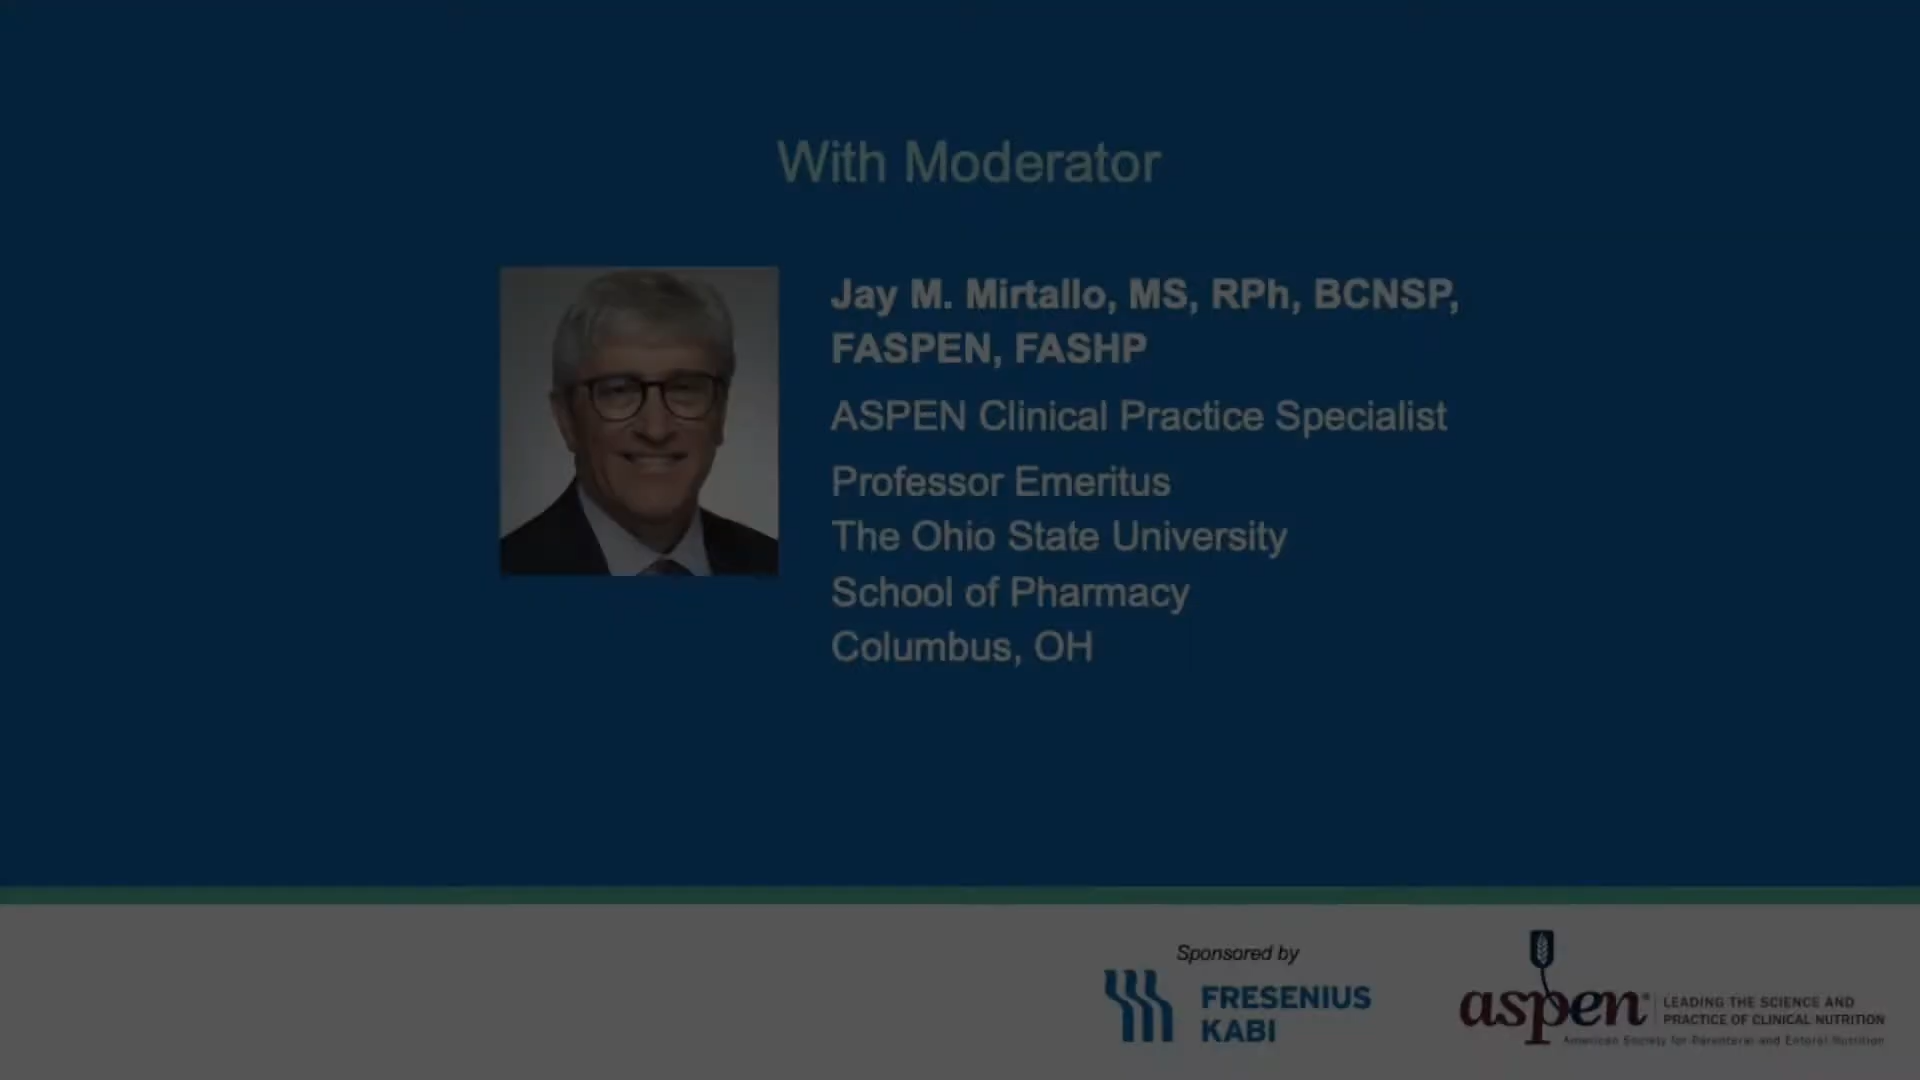 With Moderator
Jay M. Mirtallo, MS, RPh, BCNSP,
FASPEN, FASHP
ASPEN Clinical Practice Specialist
Professor Emeritus
The Ohio State University
School of Pharmacy
Columbus, OH
Sponsored by
FRESENIUS
KABI
aspen®
LEADING THE SCIENCE AND
PRACTICE OF CLINICAL NUTRITION
American Society for Parenteral and Enteral Nutrition